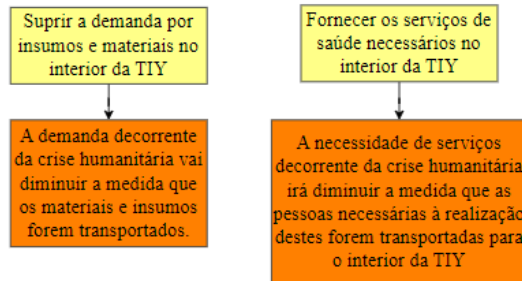 Suprir a demanda por
insumos e materiais no
interior da TIY
A demanda decorrente
da crise humanitária vai
diminuir a medida que
os materiais e insumos
forem transportados.
Fornecer os serviços de
saúde necessários no
interior da TIY
A necessidade de serviços
decorrente da crise humanitária
irá diminuir a medida que as
pessoas necessárias à realização
destes forem transportadas para
o interior da TIY